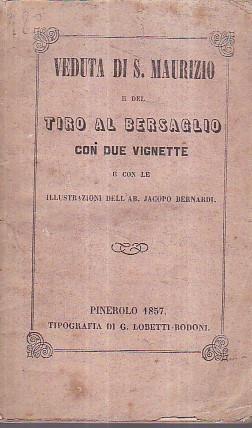 VEDUTA DI S. MAURIZIO
E DEL
TIRO AL BERSAGLIO
CON DUE VIGNETTE
E CON LE
ILLUSTRAZIONI DELL'AB. JACOPO BERNARDI.
PINEROLO 1857.
TIPOGRAFIA DI G. LOBETTI-BODONI.